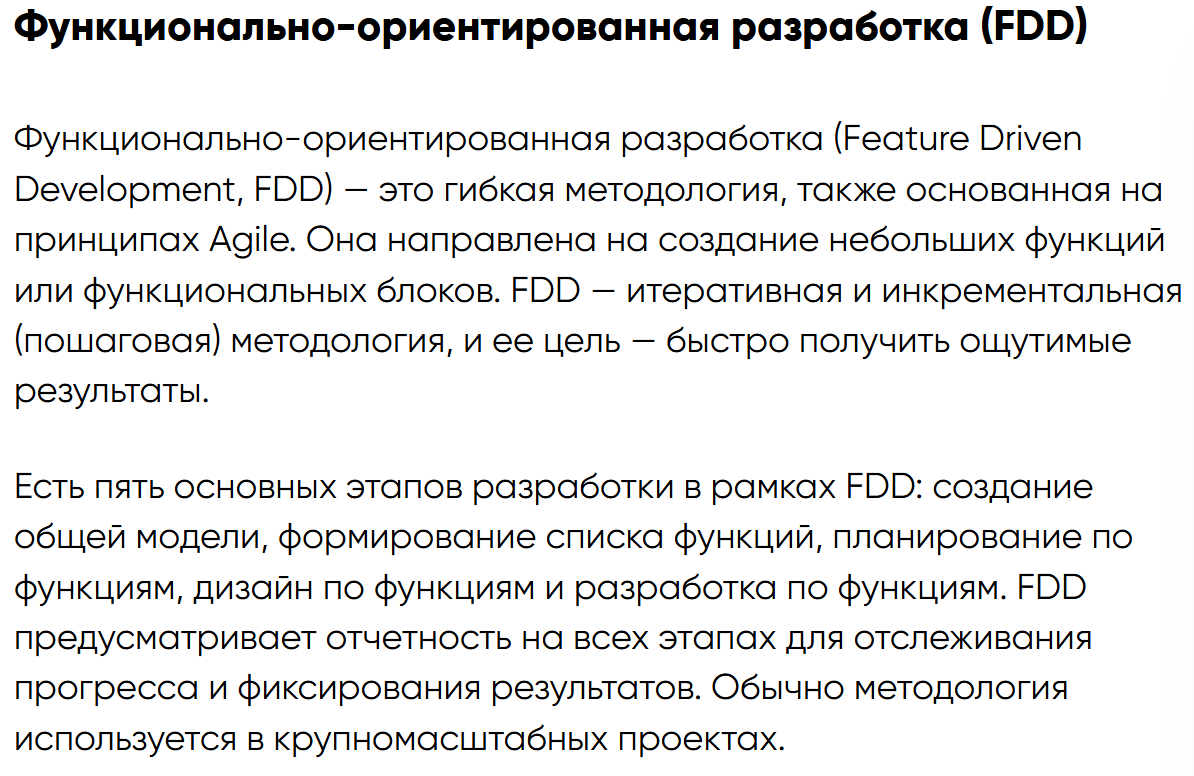 Функционально-ориентированная разработка (FDD)
Функционально-ориентированная разработка (Feature Driven
Development, FDD) — это гибкая методология, также основанная на
принципах Agile. Она направлена на создание небольших функций
или функциональных блоков. FDD — итеративная и инкрементальная
(пошаговая) методология, и ее цель — быстро получить ощутимые
результаты.
Есть пять основных этапов разработки в рамках FDD: создание
общей модели, формирование списка функций, планирование по
функциям, дизайн по функциям и разработка по функциям. FDD
предусматривает отчетность на всех этапах для отслеживания
прогресса и фиксирования результатов. Обычно методология
используется в крупномасштабных проектах.